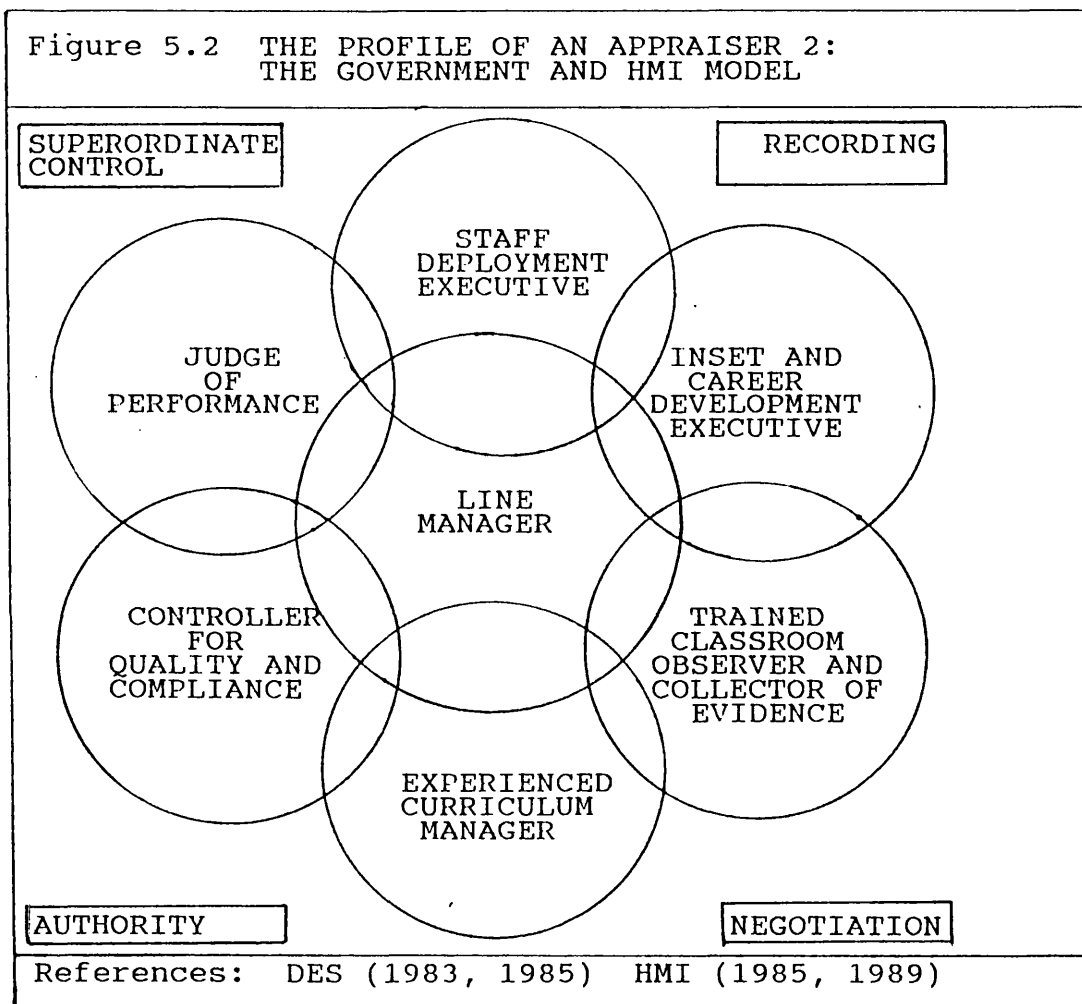 Figure 5.2 THE PROFILE OF AN APPRAISER 2:
THE GOVERNMENT AND HMI MODEL
SUPERORDINATE
CONTROL
RECORDING
STAFF
DEPLOYMENT
EXECUTIVE
JUDGE
OF
PERFORMANCE
INSET AND
CAREER
DEVELOPMENT
EXECUTIVE
LINE
MANAGER
CONTROLLER
FOR
QUALITY AND
COMPLIANCE
TRAINED
CLASSROOM
OBSERVER AND
COLLECTOR OF
EVIDENCE
EXPERIENCED
CURRICULUM
MANAGER
AUTHORITY
NEGOTIATION
References: DES (1983, 1985) HMI (1985, 1989)